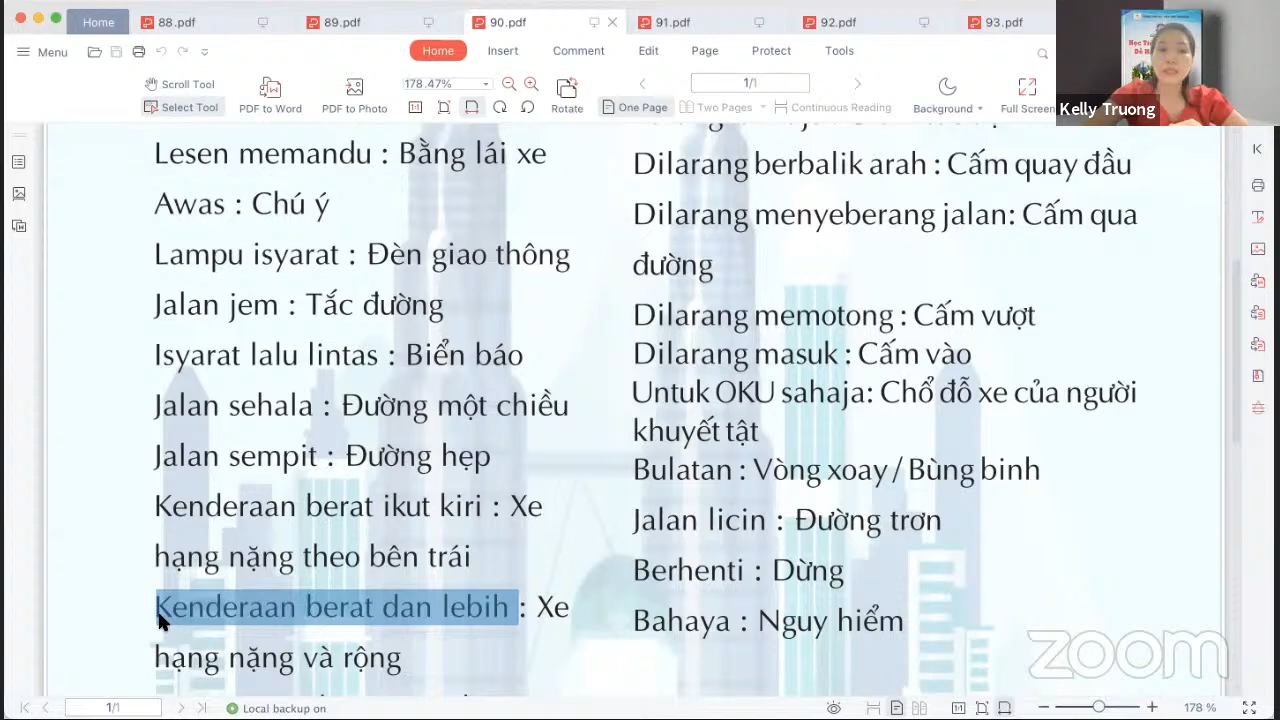 Home
88.pdf
89.pdf
90.pdf
91.pdf
92.pdf
93.pdf
Menu
Home
Insert
Comment
Edit
Page
Protect
Tools
Scroll Tool
Select Tool
PDF to Word
PDF to Photo
178.47%
Rotate
1/1
One Page
Two Pages
Continuous Reading
Background
Full Screen
Kelly Truong
Lesen memandu : Bằng lái xe
Awas : Chú ý
Lampu isyarat : Đèn giao thông
Jalan jem : Tắc đường
Isyarat lalu lintas : Biển báo
Jalan sehala : Đường một chiều
Jalan sempit : Đường hẹp
Kenderaan berat ikut kiri : Xe
hạng nặng theo bên trái
Kenderaan berat dan lebih : Xe
hạng nặng và rộng
Dilarang berbalik arah : Cấm quay đầu
Dilarang menyeberang jalan: Cấm qua
đường
Dilarang memotong : Cấm vượt
Dilarang masuk : Cấm vào
Untuk OKU sahaja: Chổ đỗ xe của người
khuyết tật
Bulatan : Vòng xoay / Bùng binh
Jalan licin : Đường trơn
Berhenti : Dừng
Bahaya : Nguy hiểm
zoom
1/1
Local backup on
178 %